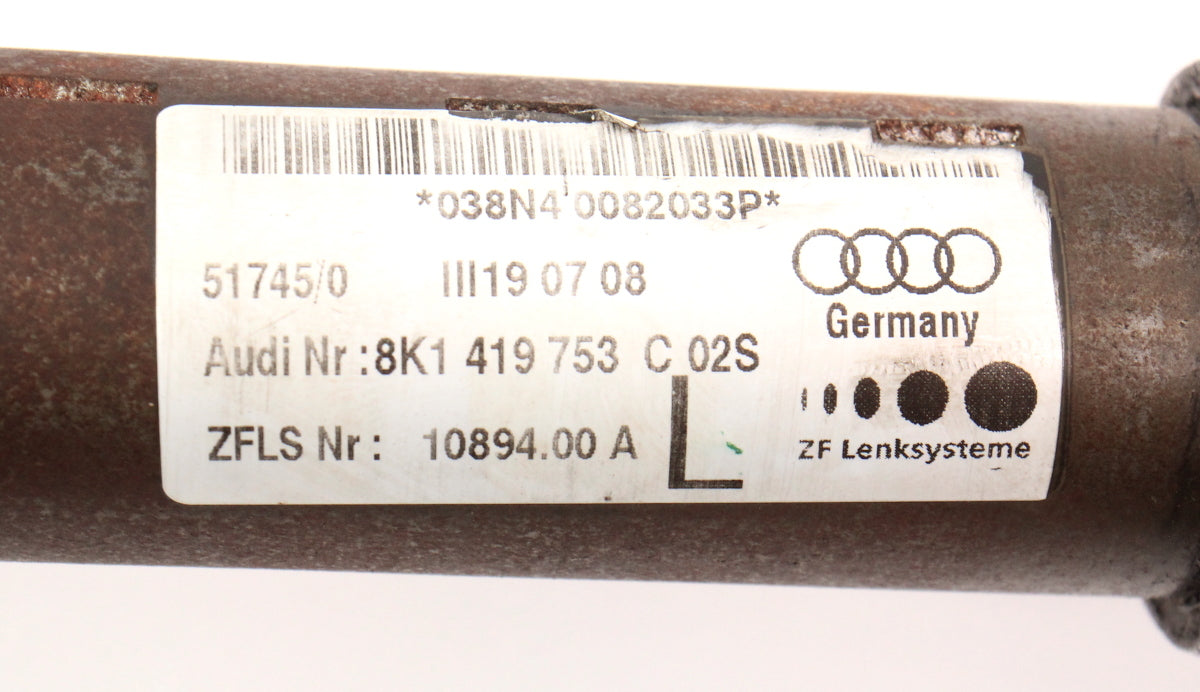 *038N4 0082033P*
51745/0 III19 07 08
Germany
Audi Nr:8K1 419 753 C 02S
ZFLS Nr: 10894.00 A L
ZF Lenksysteme